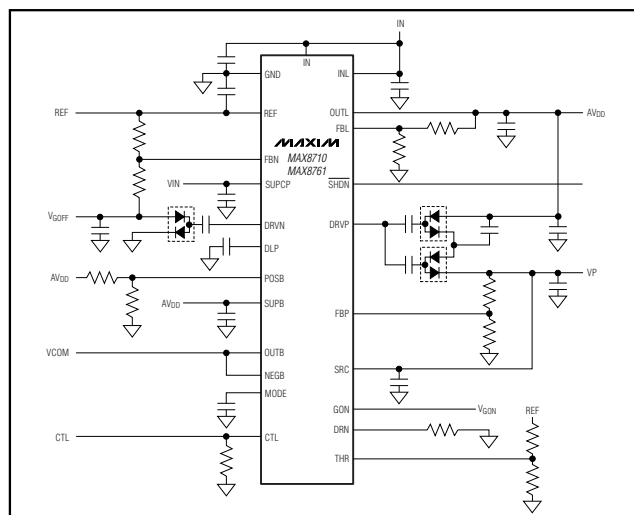 IN
IN
GND
INL
REF
REF
OUTL
AVDD
FBL
MAXIM
MAX8710
MAX8761
FBN
VIN
SUPCP
SHDN
VGOFF
DRVN
DRVP
DLP
AVDD
POSB
VP
AVDD
SUPB
FBP
VCOM
OUTB
NEGB
SRC
MODE
GON
VGON
REF
CTL
CTL
DRN
THR